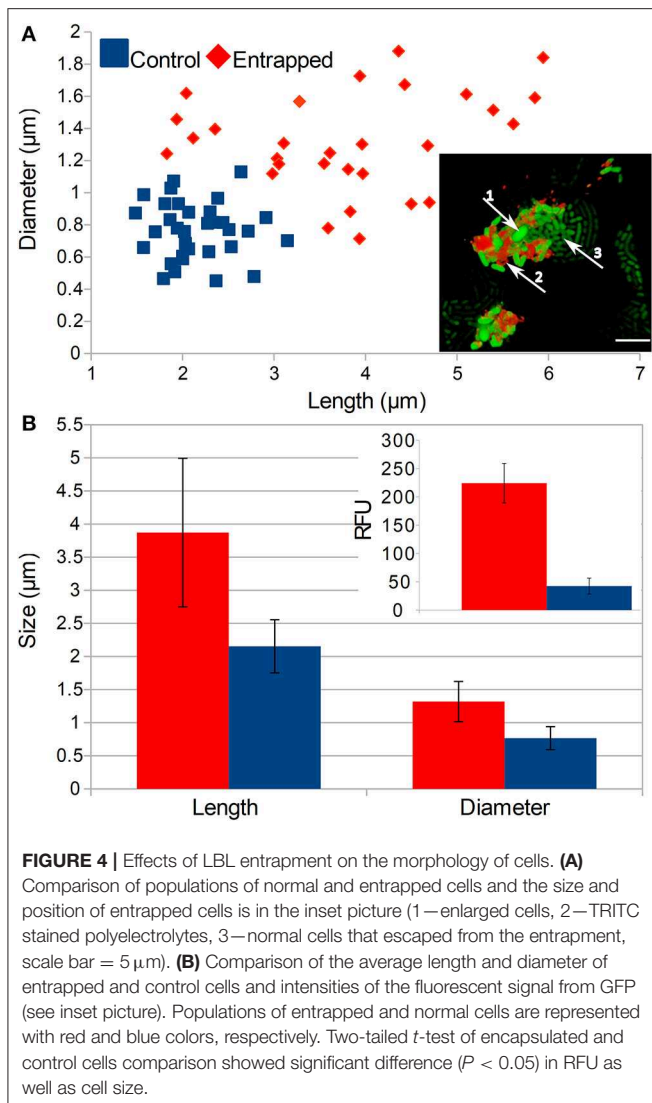 A
Control Entrapped
Diameter (µm)
2
1.8
1.6
1.4
1.2
1
0.8
0.6
0.4
0.2
0
1 2 3 4 5 6 7
Length (µm)
1
2
3
B
Size (µm)
5.5
5
4.5
4
3.5
3
2.5
2
1.5
1
0.5
0
Length Diameter
RFU
300
250
200
150
100
50
0
FIGURE 4 | Effects of LBL entrapment on the morphology of cells. (A)
Comparison of populations of normal and entrapped cells and the size and
position of entrapped cells is in the inset picture (1—enlarged cells, 2—TRITC
stained polyelectrolytes, 3—normal cells that escaped from the entrapment,
scale bar = 5 µm). (B) Comparison of the average length and diameter of
entrapped and control cells and intensities of the fluorescent signal from GFP
(see inset picture). Populations of entrapped and normal cells are represented
with red and blue colors, respectively. Two-tailed t-test of encapsulated and
control cells comparison showed significant difference (P < 0.05) in RFU as
well as cell size.